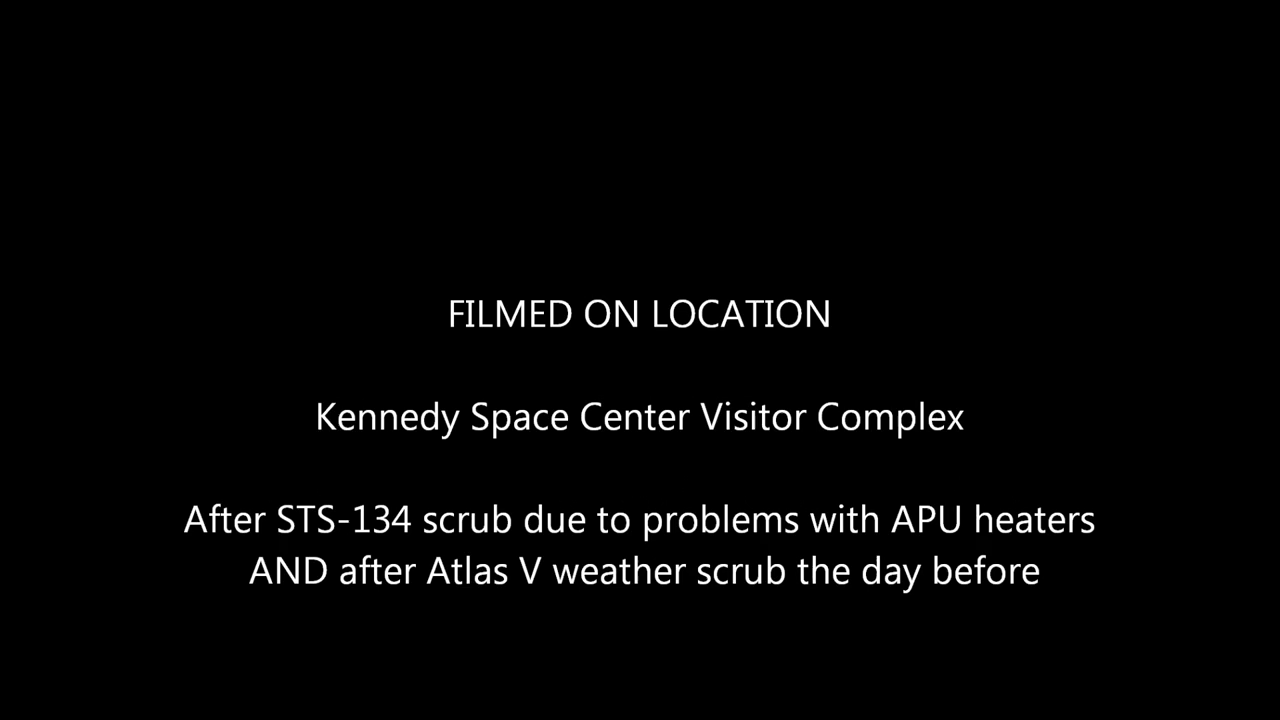 FILMED ON LOCATION
Kennedy Space Center Visitor Complex
After STS-134 scrub due to problems with APU heaters
AND after Atlas V weather scrub the day before